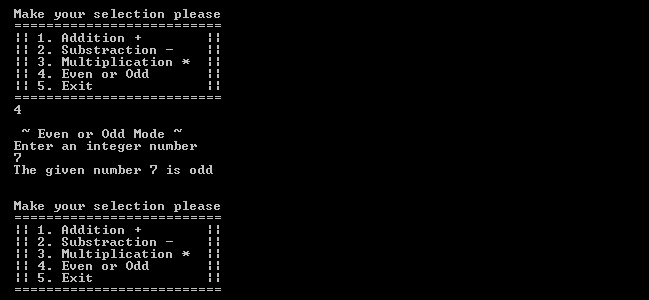 Make your selection please
==========================
|| 1. Addition +        ||
|| 2. Substraction -    ||
|| 3. Multiplication *  ||
|| 4. Even or Odd       ||
|| 5. Exit              ||
==========================
4
~ Even or Odd Mode ~
Enter an integer number
7
The given number 7 is odd
Make your selection please
==========================
|| 1. Addition +        ||
|| 2. Substraction -    ||
|| 3. Multiplication *  ||
|| 4. Even or Odd       ||
|| 5. Exit              ||
==========================